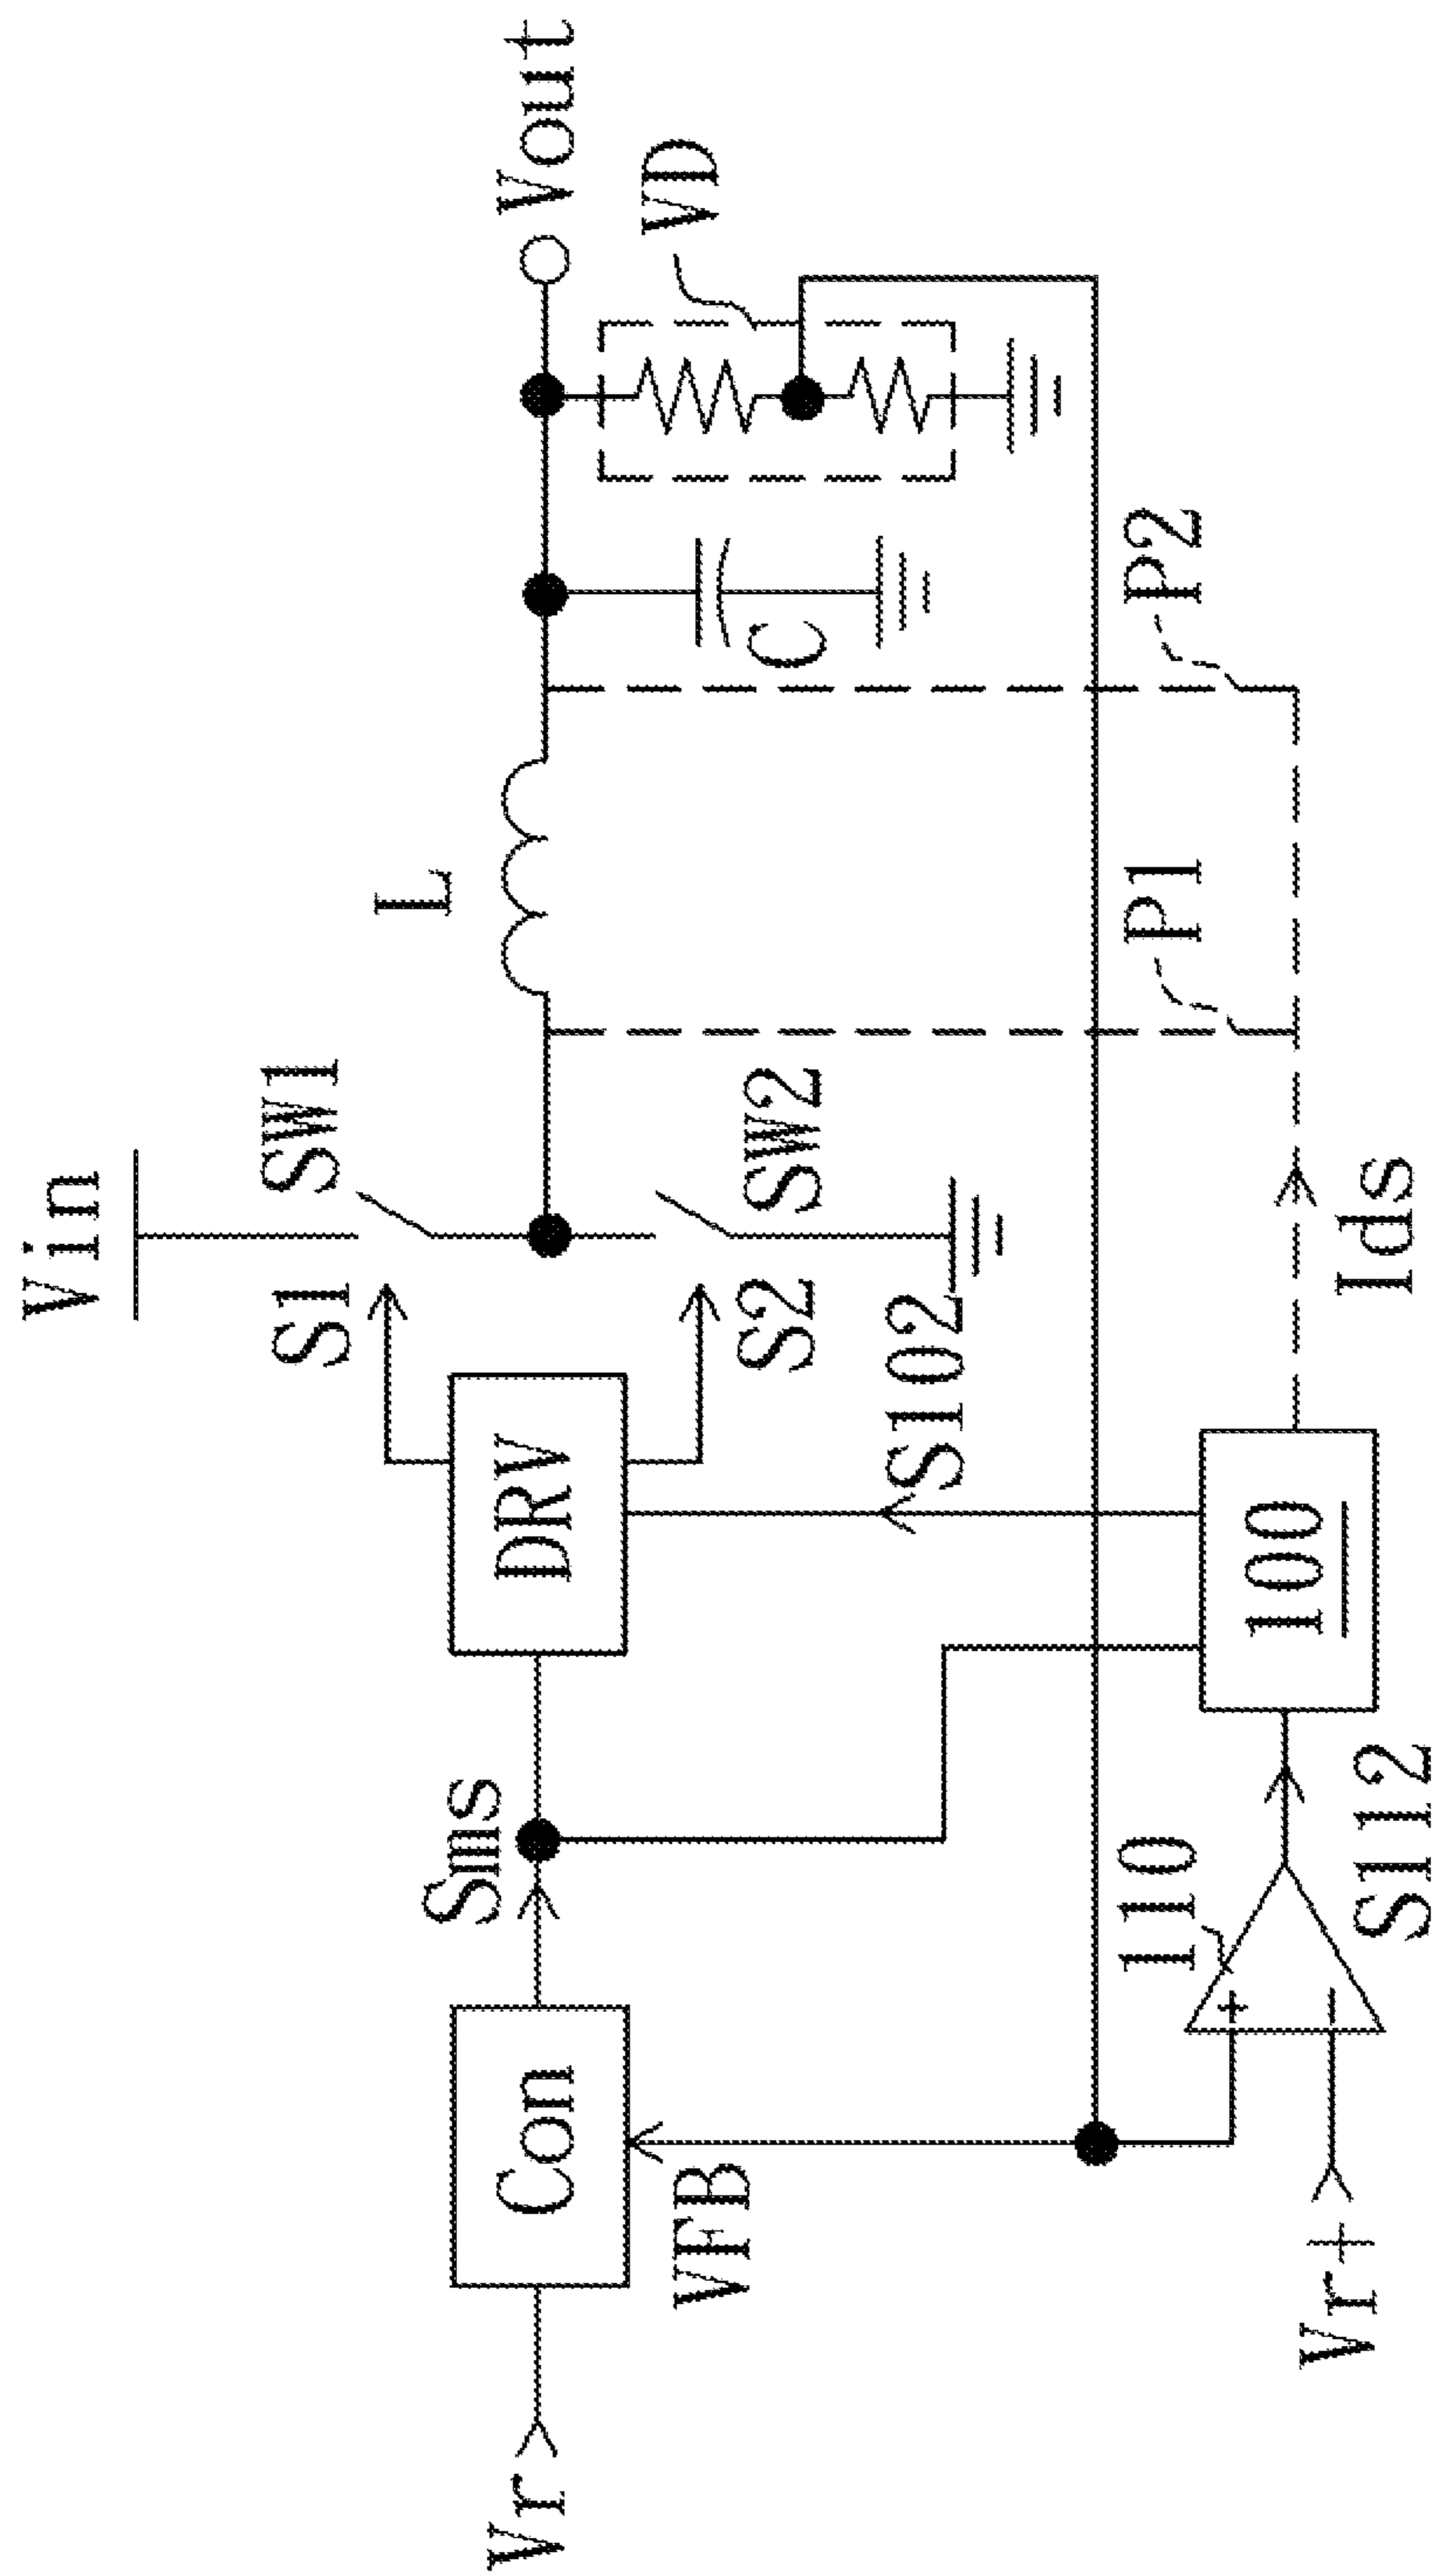 Vin
SW1
S1
L
Vout
Sms
Con
DRV
Vr
VD
SW2
S2
C
VFB
S102
110
P1
P2
100
Vr+
S112
Ids
+
-